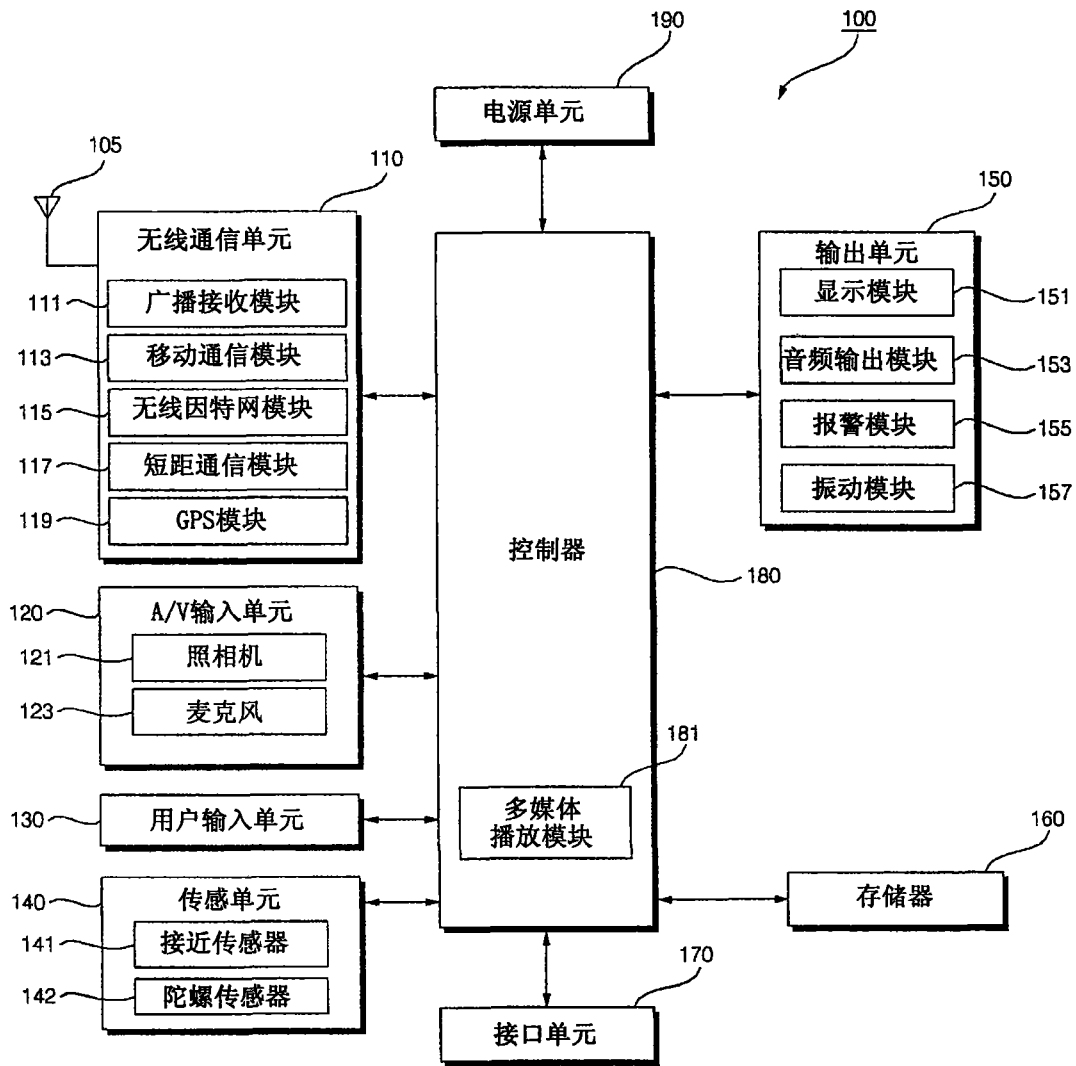 100
190
电源单元
105
110
无线通信单元
111
广播接收模块
113
移动通信模块
115
无线因特网模块
117
短距通信模块
119
GPS模块
120
A/V输入单元
121
照相机
123
麦克风
130
用户输入单元
140
传感单元
141
接近传感器
142
陀螺传感器
控制器
180
181
多媒体
播放模块
150
输出单元
显示模块
151
音频输出模块
153
报警模块
155
振动模块
157
160
存储器
170
接口单元